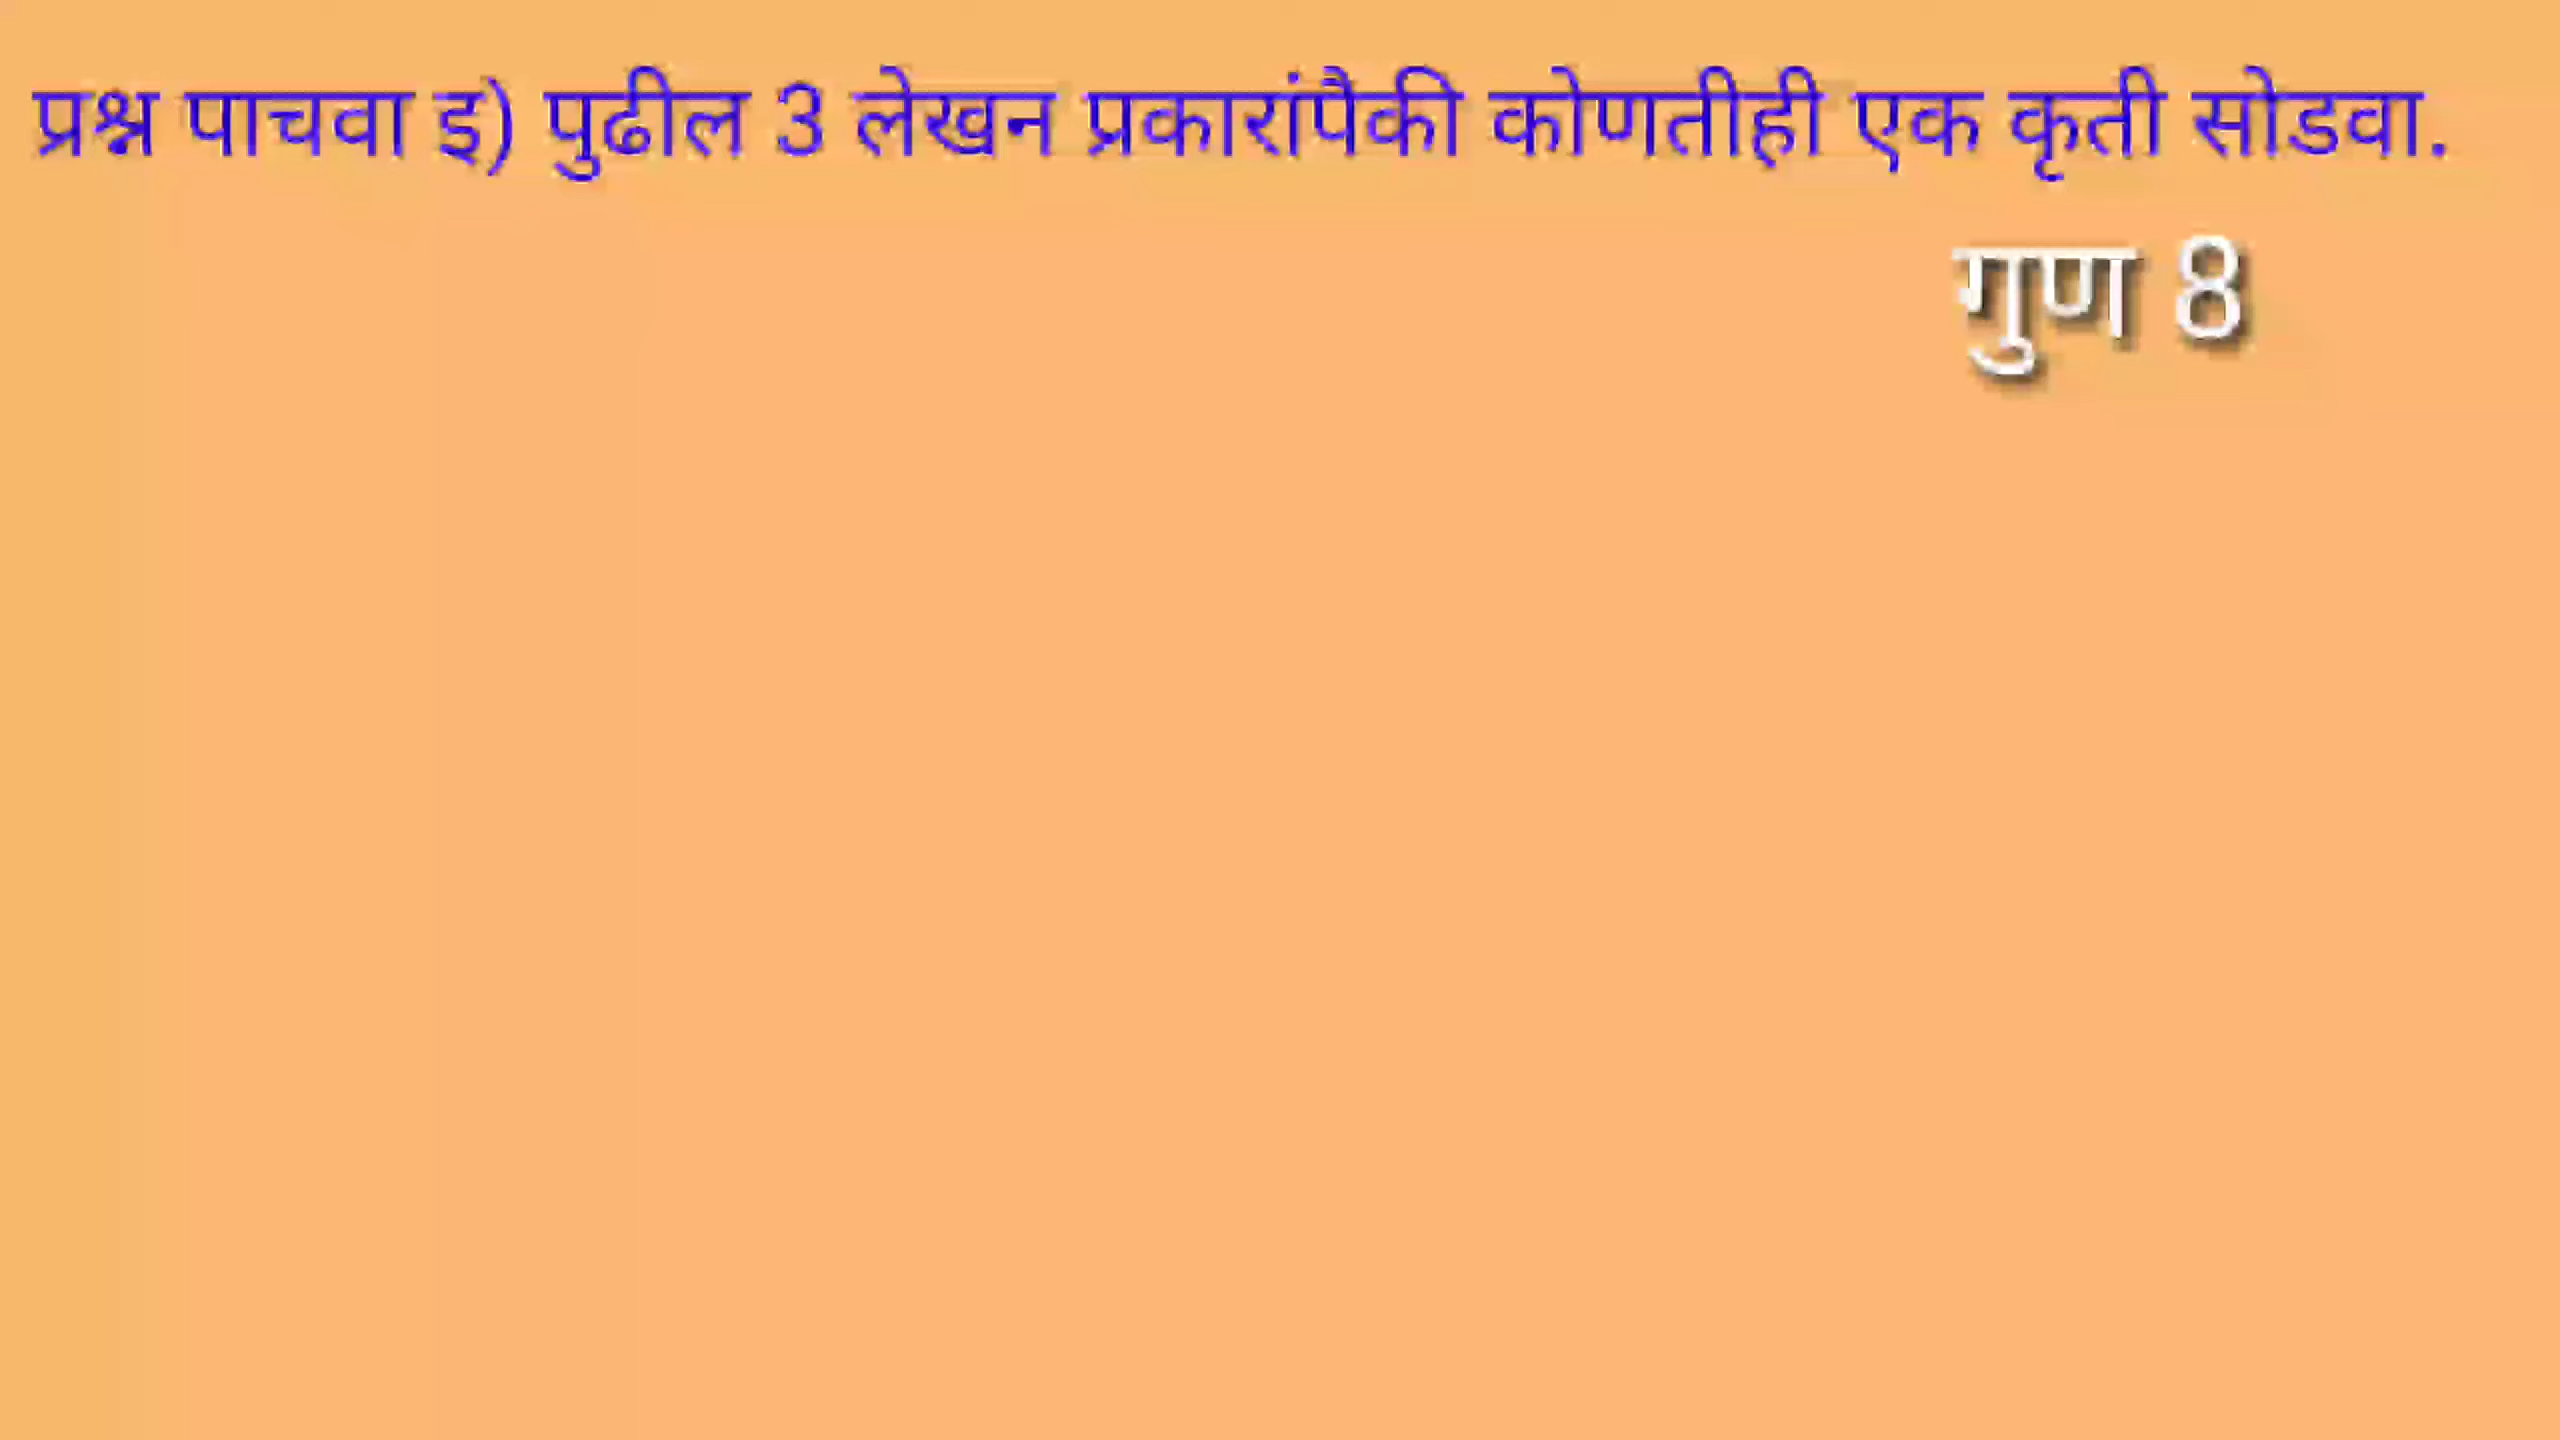 प्रश्न पाचवा इ) पुढील 3 लेखन प्रकारांपैकी कोणतीही एक कृती सोडवा.
गुण 8